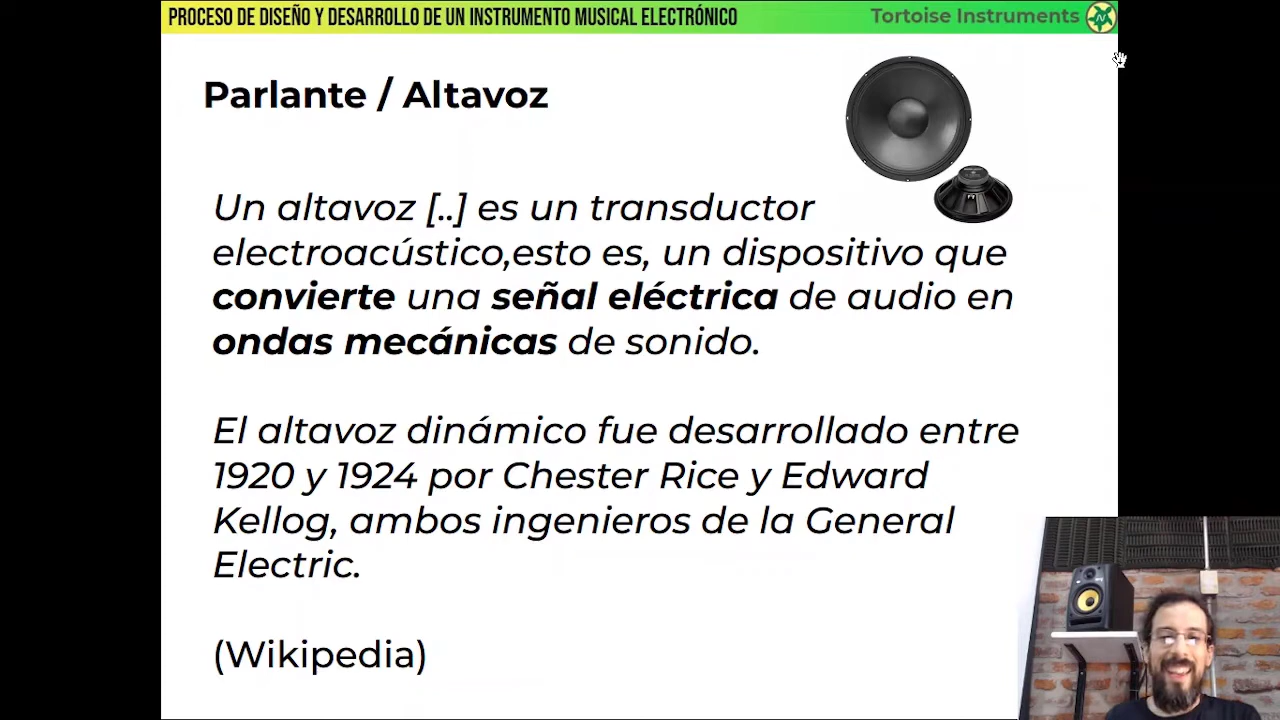 PROCESO DE DISEÑO Y DESARROLLO DE UN INSTRUMENTO MUSICAL ELECTRÓNICO
Tortoise Instruments
Parlante / Altavoz
Un altavoz [..] es un transductor
electroacústico,esto es, un dispositivo que
convierte una señal eléctrica de audio en
ondas mecánicas de sonido.
El altavoz dinámico fue desarrollado entre
1920 y 1924 por Chester Rice y Edward
Kellog, ambos ingenieros de la General
Electric.
(Wikipedia)